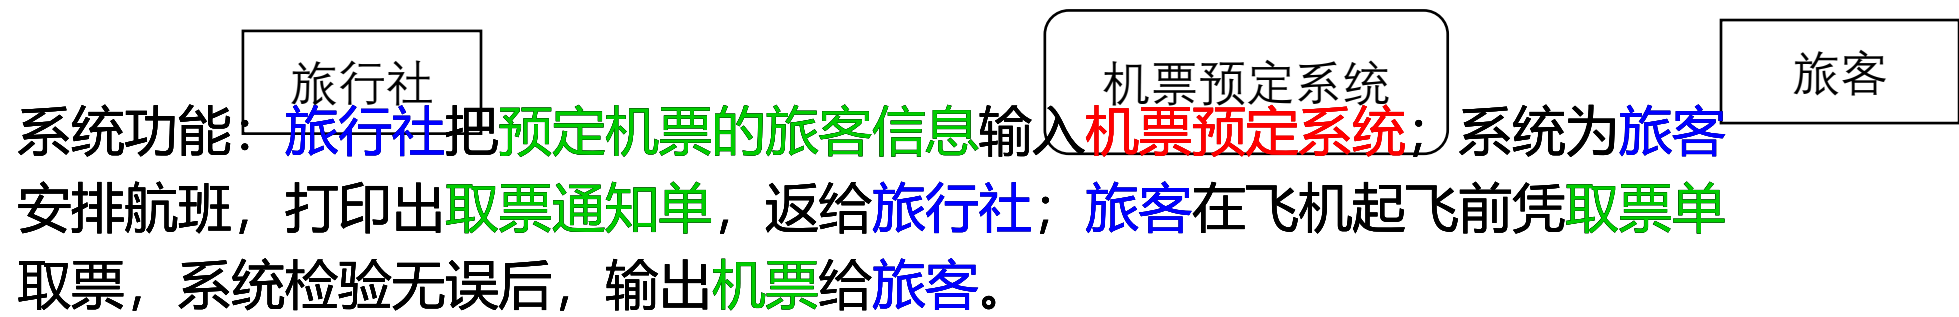 旅行社
机票预定系统
旅客
系统功能：旅行社把预定机票的旅客信息输入机票预定系统；系统为旅客
安排航班，打印出取票通知单，返给旅行社；旅客在飞机起飞前凭取票单
取票，系统检验无误后，输出机票给旅客。